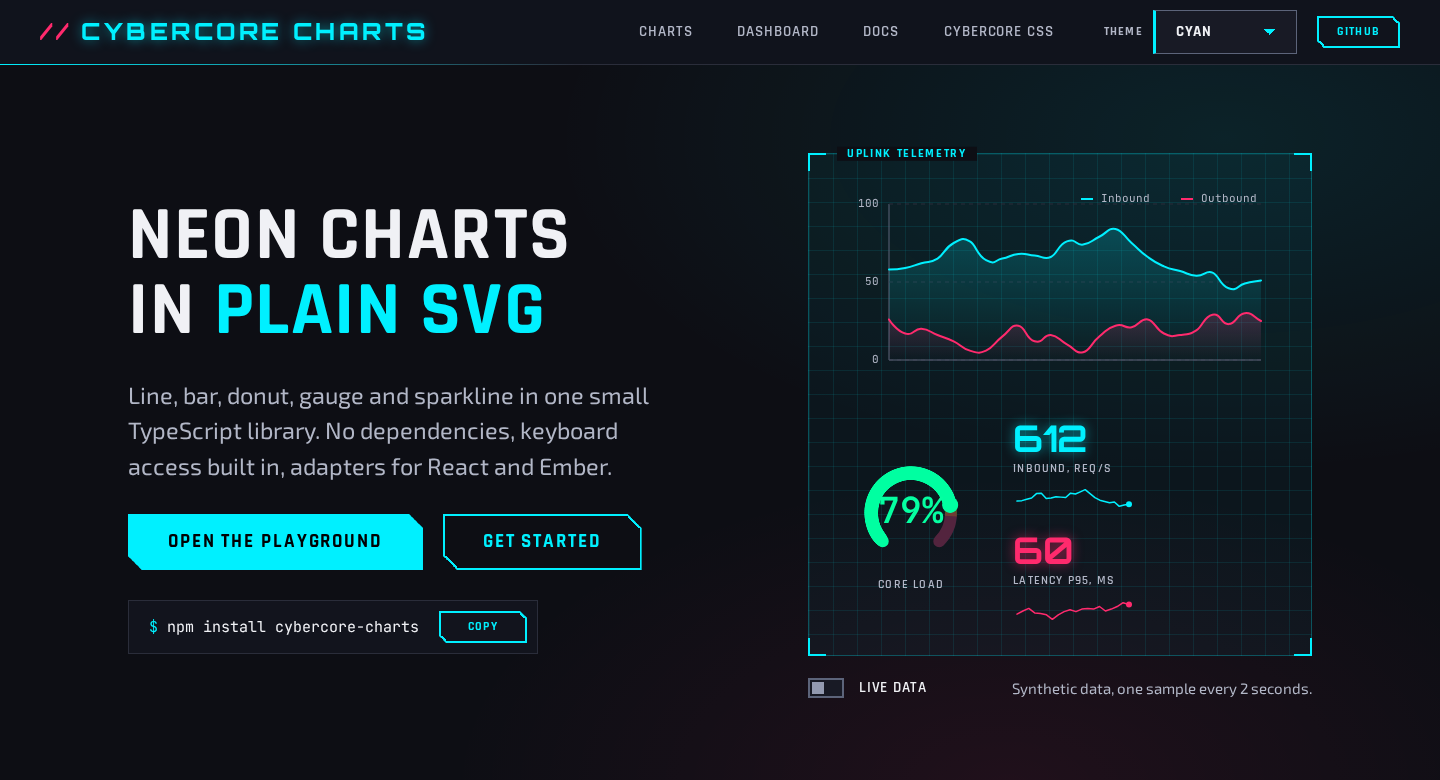 // CYBERCORE CHARTS
CHARTS DASHBOARD DOCS CYBERCORE CSS THEME CYAN GITHUB
NEON CHARTS
IN PLAIN SVG
Line, bar, donut, gauge and sparkline in one small
TypeScript library. No dependencies, keyboard
access built in, adapters for React and Ember.
OPEN THE PLAYGROUND GET STARTED
$ npm install cybercore-charts COPY
UPLINK TELEMETRY
Inbound Outbound
100
50
0
79%
CORE LOAD
612
INBOUND, REQ/S
60
LATENCY P95, MS
LIVE DATA
Synthetic data, one sample every 2 seconds.